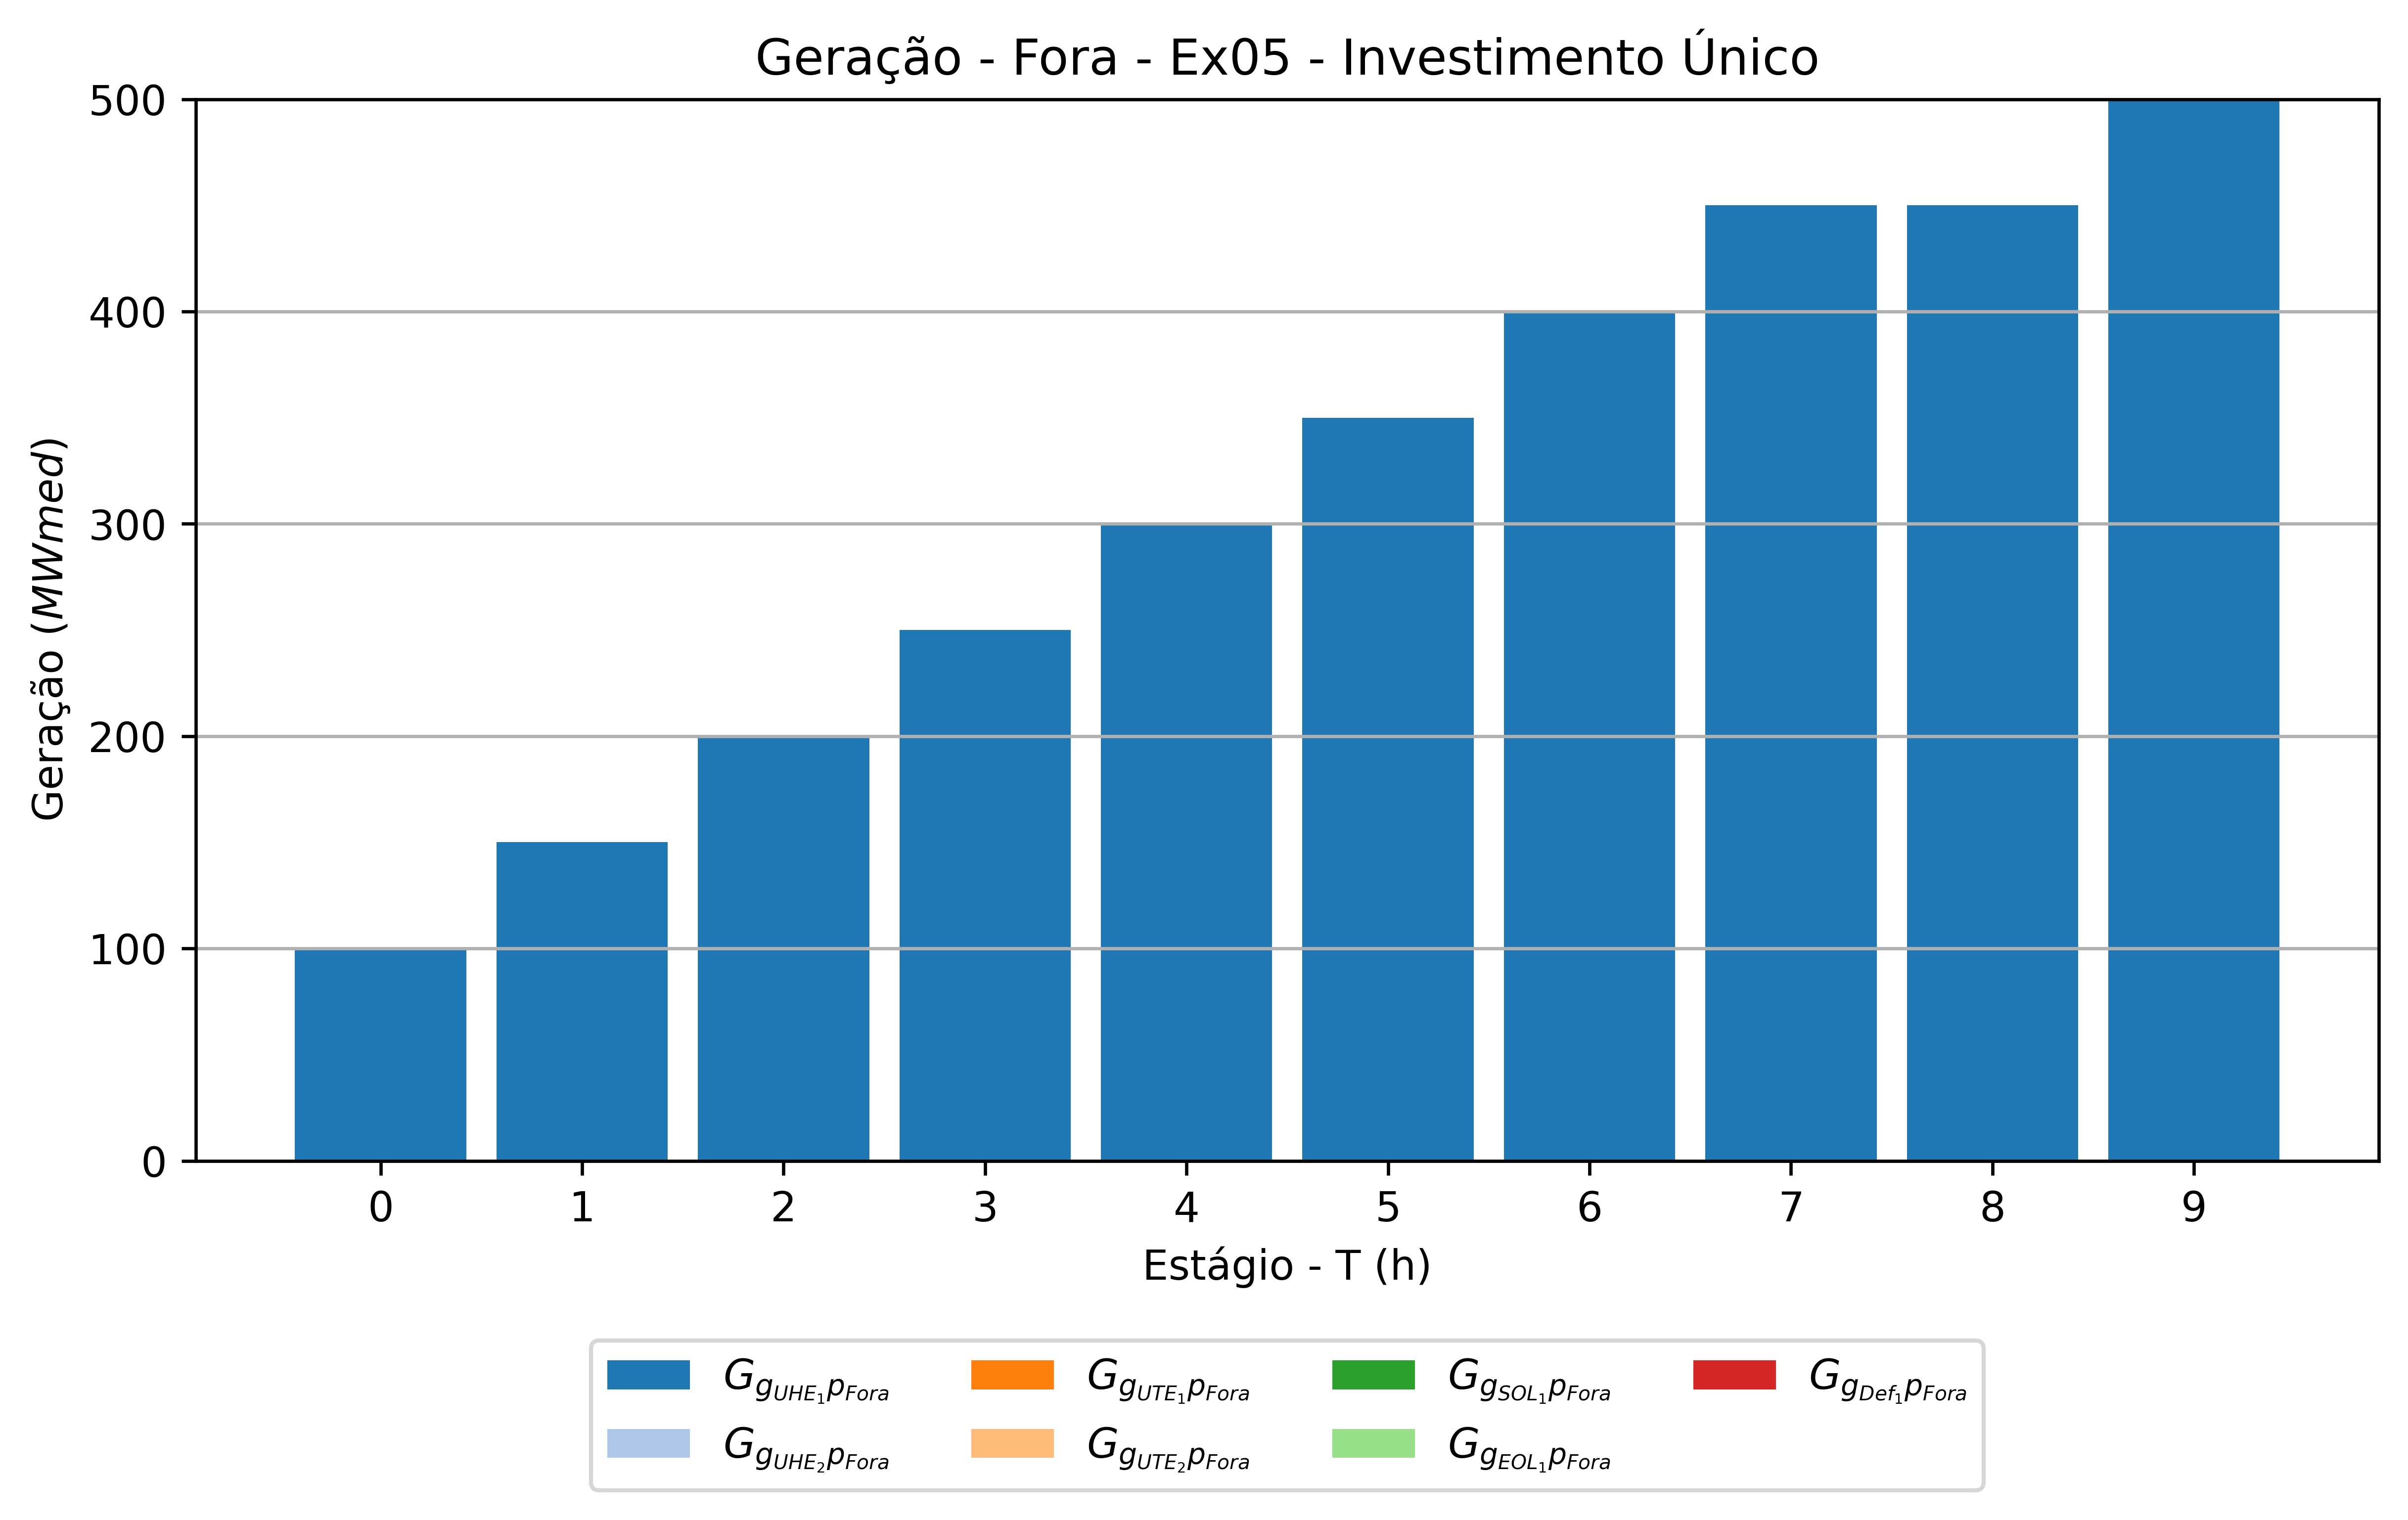 Geração - Fora - Ex05 - Investimento Único
500
400
300
200
100
0
Geração (MWmed)
0 1 2 3 4 5 6 7 8 9
Estágio - T (h)
G_{g_{UHE_1}p_{Fora}} G_{g_{UTE_1}p_{Fora}} G_{g_{SOL_1}p_{Fora}} G_{g_{Def_1}p_{Fora}}
G_{g_{UHE_2}p_{Fora}} G_{g_{UTE_2}p_{Fora}} G_{g_{EOL_1}p_{Fora}}